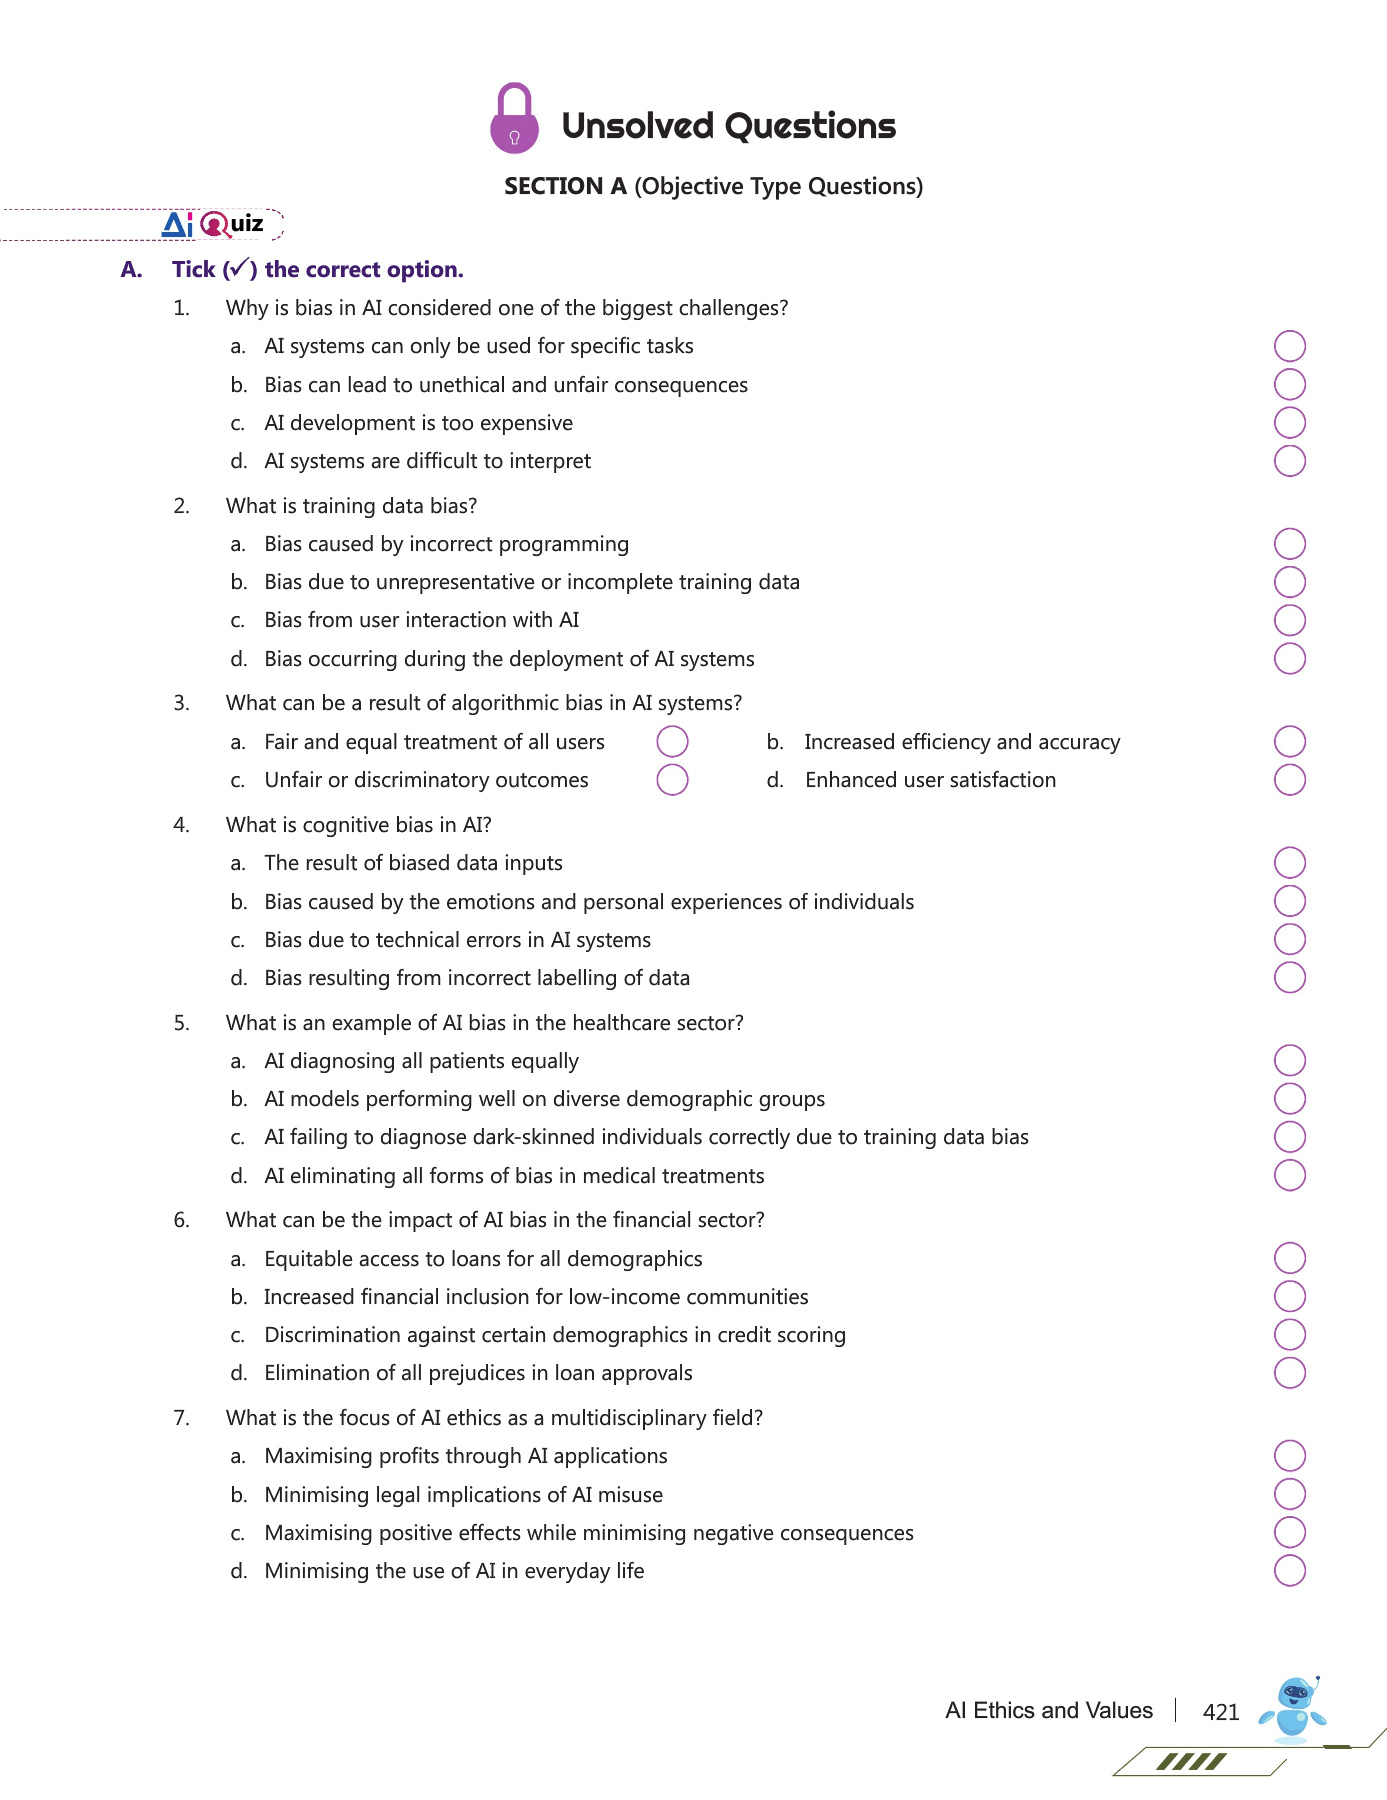 Unsolved Questions
SECTION A (Objective Type Questions)
Ai Quiz
A. Tick (✓) the correct option.
1. Why is bias in AI considered one of the biggest challenges?
a. AI systems can only be used for specific tasks
b. Bias can lead to unethical and unfair consequences
c. AI development is too expensive
d. AI systems are difficult to interpret
2. What is training data bias?
a. Bias caused by incorrect programming
b. Bias due to unrepresentative or incomplete training data
c. Bias from user interaction with AI
d. Bias occurring during the deployment of AI systems
3. What can be a result of algorithmic bias in AI systems?
a. Fair and equal treatment of all users b. Increased efficiency and accuracy
c. Unfair or discriminatory outcomes d. Enhanced user satisfaction
4. What is cognitive bias in AI?
a. The result of biased data inputs
b. Bias caused by the emotions and personal experiences of individuals
c. Bias due to technical errors in AI systems
d. Bias resulting from incorrect labelling of data
5. What is an example of AI bias in the healthcare sector?
a. AI diagnosing all patients equally
b. AI models performing well on diverse demographic groups
c. AI failing to diagnose dark-skinned individuals correctly due to training data bias
d. AI eliminating all forms of bias in medical treatments
6. What can be the impact of AI bias in the financial sector?
a. Equitable access to loans for all demographics
b. Increased financial inclusion for low-income communities
c. Discrimination against certain demographics in credit scoring
d. Elimination of all prejudices in loan approvals
7. What is the focus of AI ethics as a multidisciplinary field?
a. Maximising profits through AI applications
b. Minimising legal implications of AI misuse
c. Maximising positive effects while minimising negative consequences
d. Minimising the use of AI in everyday life
AI Ethics and Values 421